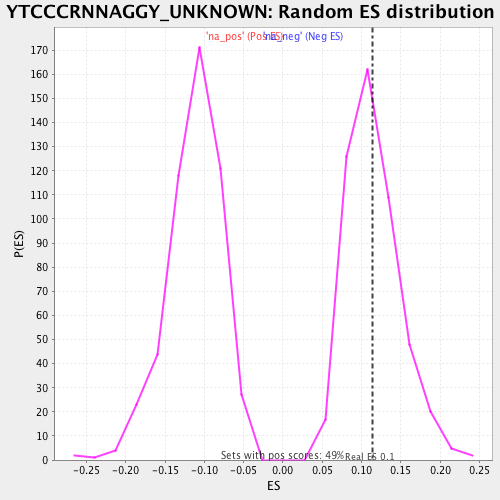 YTCCCRNNAGGY_UNKNOWN: Random ES distribution
'na_pos' (Pos ES) 'na_neg' (Neg ES)
170
160
150
140
130
120
110
100
90
80
70
60
50
40
30
20
10
0
P(ES)
Sets with pos scores: 49%
Real ES 0.1
-0.25 -0.20 -0.15 -0.10 -0.05 0.00 0.05 0.10 0.15 0.20 0.25
ES